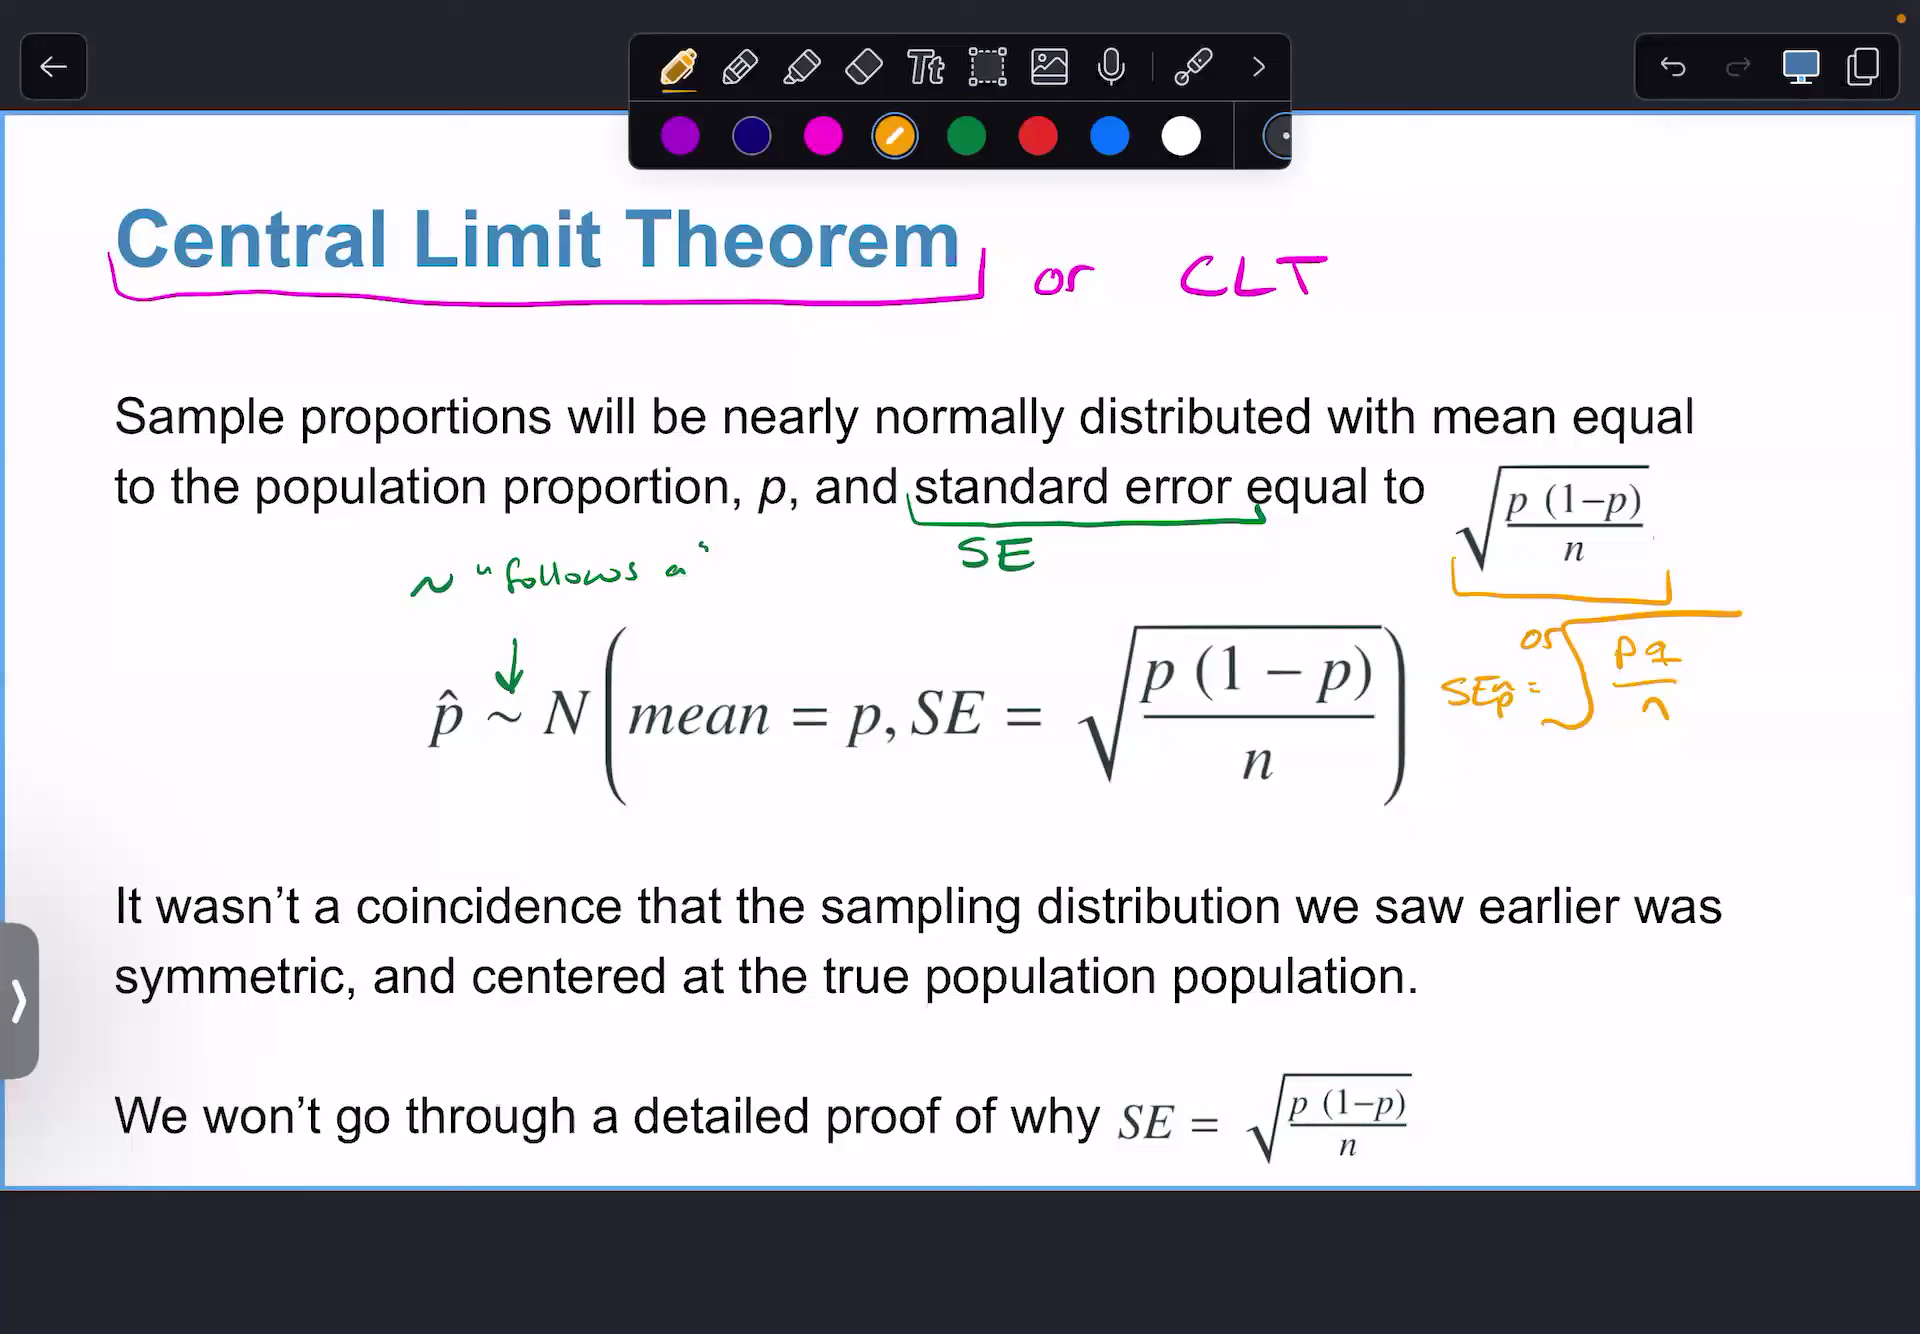 Tt
Central Limit Theorem or CLT
Sample proportions will be nearly normally distributed with mean equal
to the population proportion, p, and standard error equal to √(p (1−p) / n)
SE
~ "follows a"
or
p̂ ~ N(mean = p, SE = √(p (1 − p) / n))
SEp̂ = √(pq / n)
It wasn’t a coincidence that the sampling distribution we saw earlier was
symmetric, and centered at the true population population.
We won’t go through a detailed proof of why SE = √(p (1−p) / n)